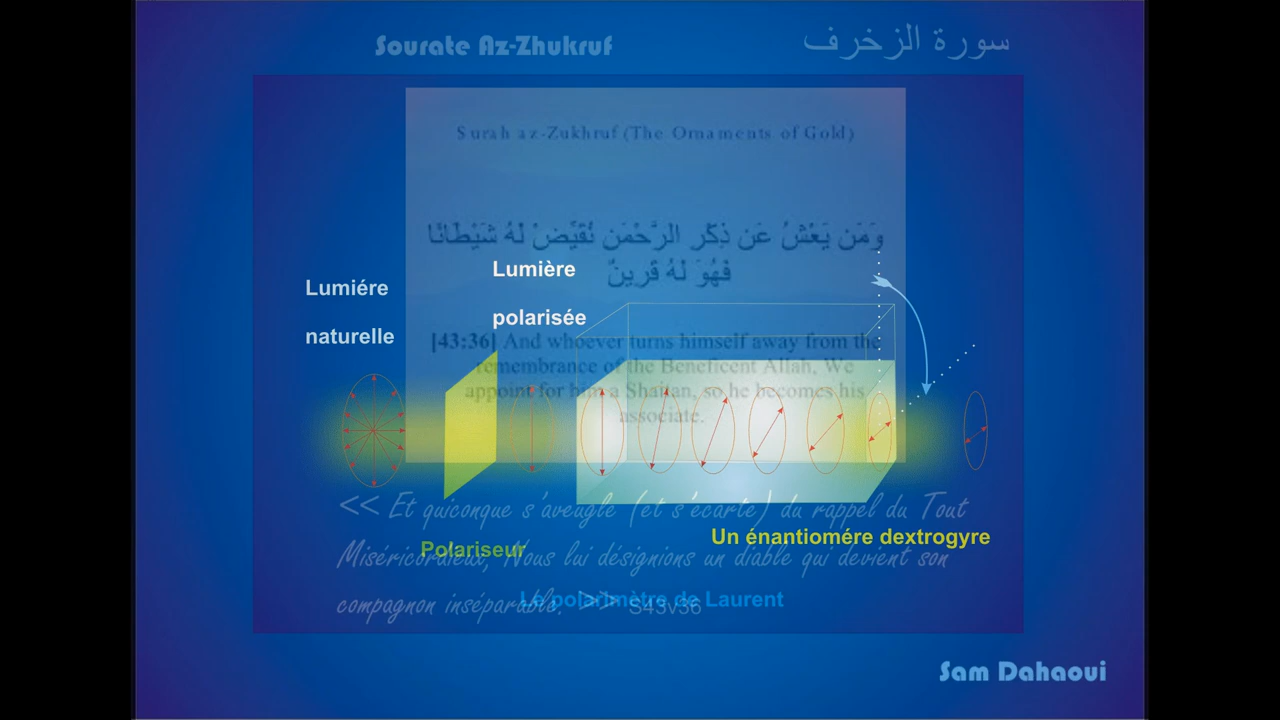 Sourate Az-Zhukruf
سورة الزخرف
Surah az-Zukhruf (The Ornaments of Gold)
وَمَن يَعْشُ عَن ذِكْرِ الرَّحْمَنِ نُقَيِّضْ لَهُ شَيْطَانًا
فَهُوَ لَهُ قَرِينٌ
Lumiére
naturelle
Lumière
polarisée
[43:36] And whoever turns himself away from the
remembrance of the Beneficent Allah, We
appoint for him a Shaitan, so he becomes his
associate.
<< Et quiconque s'aveugle (et s'écarte) du rappel du Tout
Miséricordieux, Nous lui désignions un diable qui devient son
compagnon inséparable. >> S43v36
Un énantiomére dextrogyre
Polariseur
Le polarimètre de Laurent
Sam Dahaoui